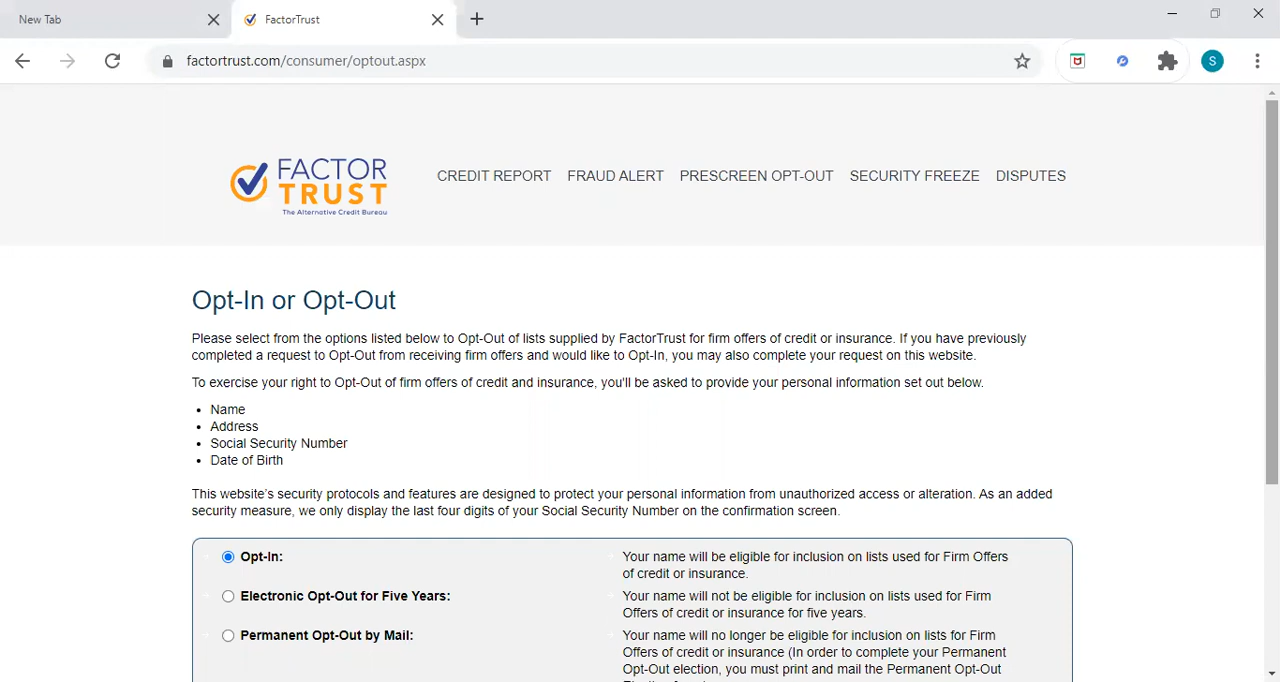 New Tab
FactorTrust
factortrust.com/consumer/optout.aspx
S
FACTOR
TRUST
The Alternative Credit Bureau
CREDIT REPORT
FRAUD ALERT
PRESCREEN OPT-OUT
SECURITY FREEZE
DISPUTES
Opt-In or Opt-Out
Please select from the options listed below to Opt-Out of lists supplied by FactorTrust for firm offers of credit or insurance. If you have previously
completed a request to Opt-Out from receiving firm offers and would like to Opt-In, you may also complete your request on this website.
To exercise your right to Opt-Out of firm offers of credit and insurance, you'll be asked to provide your personal information set out below.
• Name
• Address
• Social Security Number
• Date of Birth
This website's security protocols and features are designed to protect your personal information from unauthorized access or alteration. As an added
security measure, we only display the last four digits of your Social Security Number on the confirmation screen.
Opt-In:
Your name will be eligible for inclusion on lists used for Firm Offers
of credit or insurance.
Electronic Opt-Out for Five Years:
Your name will not be eligible for inclusion on lists used for Firm
Offers of credit or insurance for five years.
Permanent Opt-Out by Mail:
Your name will no longer be eligible for inclusion on lists for Firm
Offers of credit or insurance (In order to complete your Permanent
Opt-Out election, you must print and mail the Permanent Opt-Out